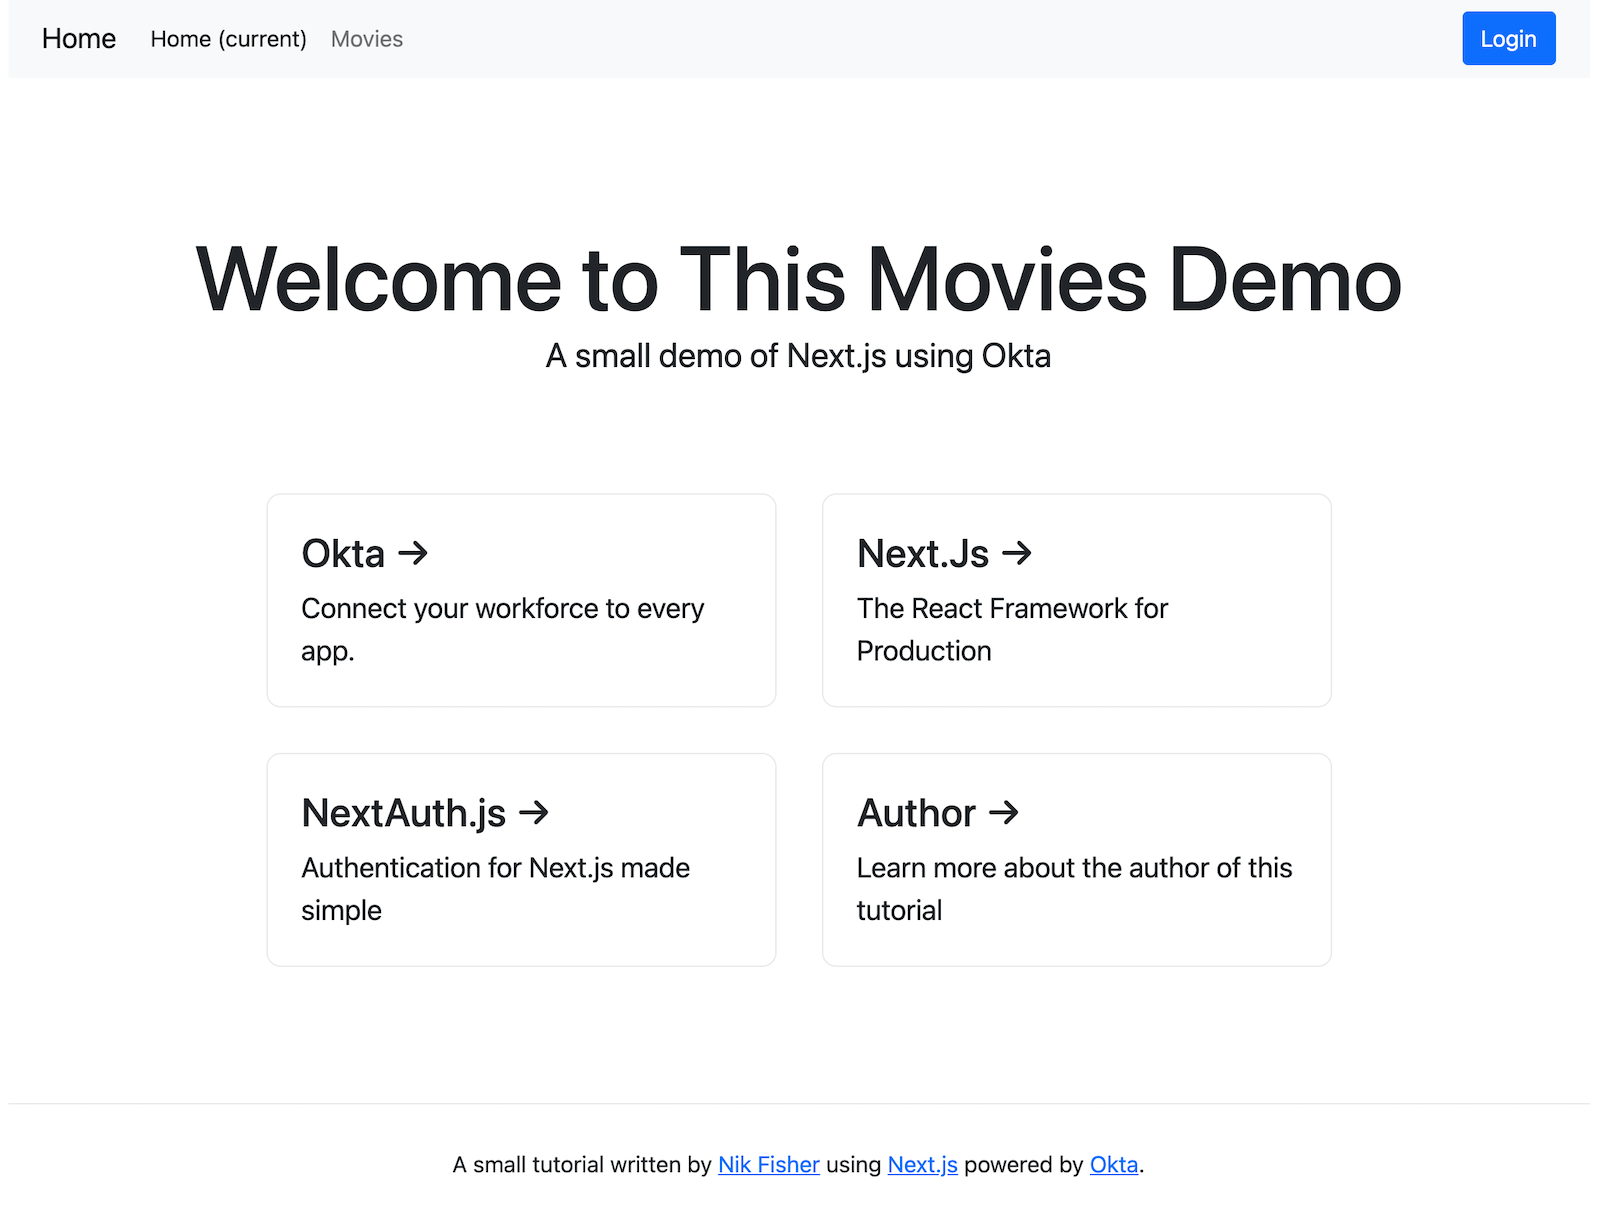 Home Home (current) Movies Login
Welcome to This Movies Demo
A small demo of Next.js using Okta
Okta →
Connect your workforce to every
app.
Next.Js →
The React Framework for
Production
NextAuth.js →
Authentication for Next.js made
simple
Author →
Learn more about the author of this
tutorial
A small tutorial written by Nik Fisher using Next.js powered by Okta.